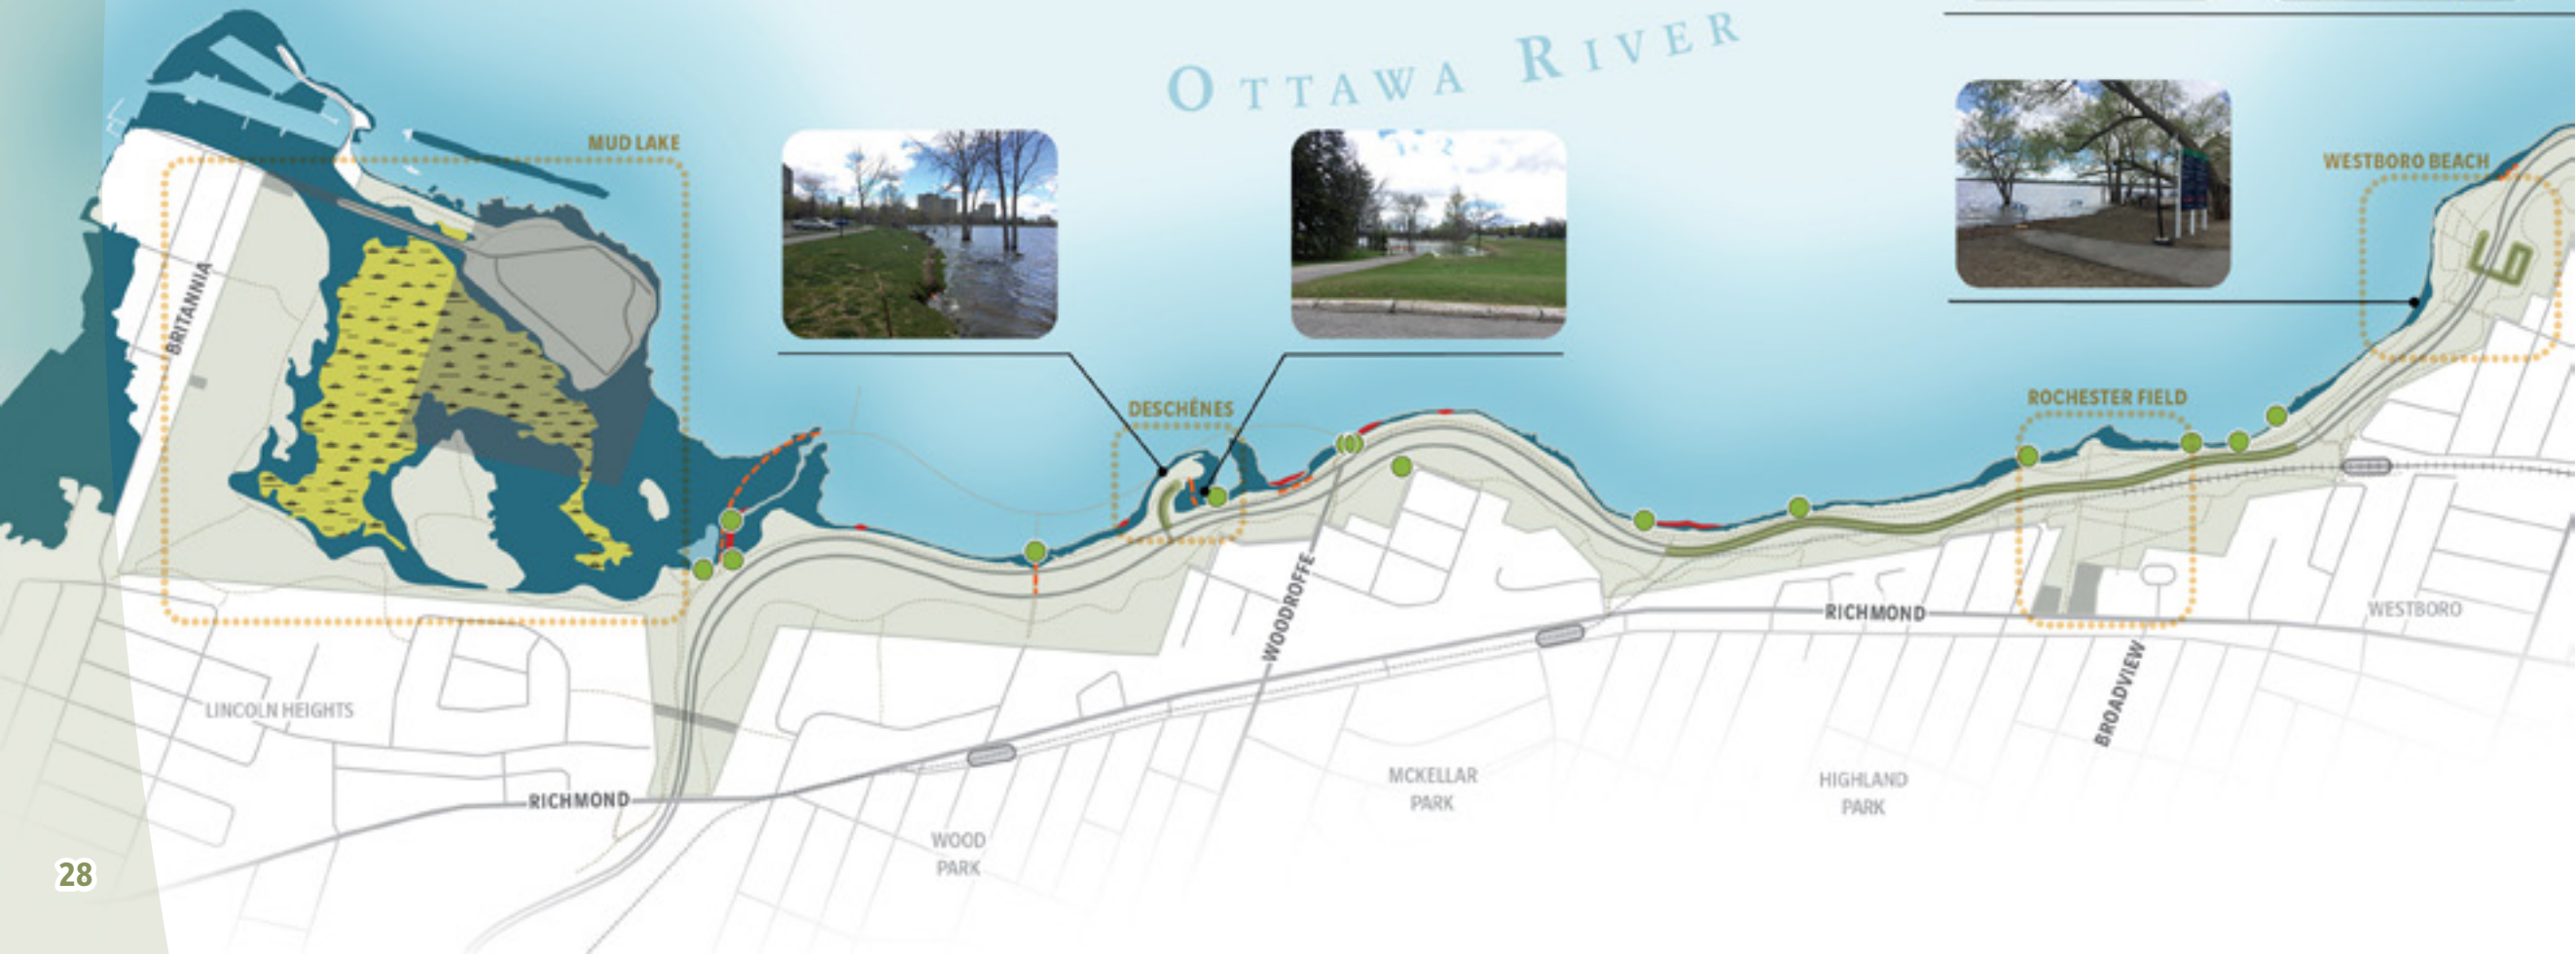 OTTAWA RIVER
MUD LAKE
WESTBORO BEACH
BRITANNIA
DESCHÊNES
ROCHESTER FIELD
WOODROFFE
RICHMOND
WESTBORO
BROADVIEW
LINCOLN HEIGHTS
RICHMOND
MCKELLAR
PARK
HIGHLAND
PARK
WOOD
PARK
28